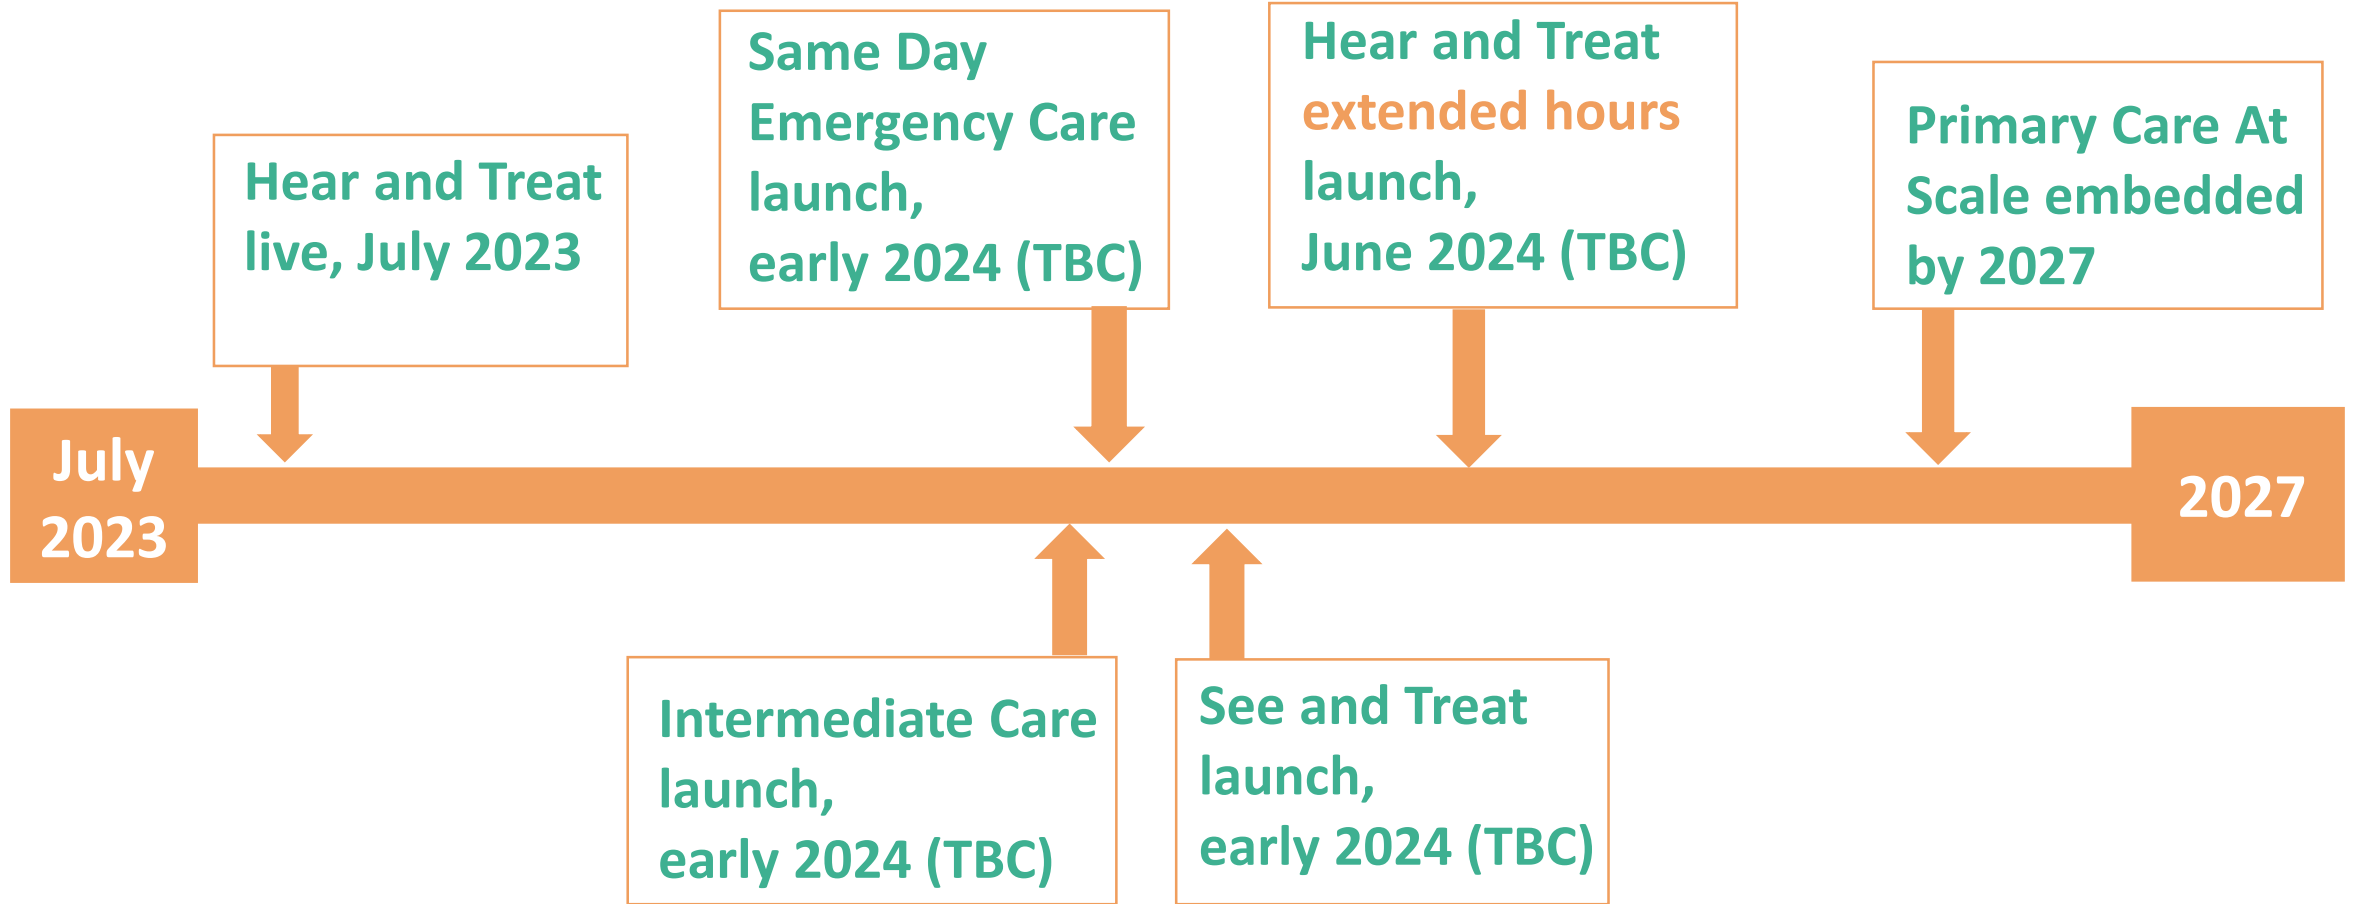 Hear and Treat
live, July 2023
Same Day
Emergency Care
launch,
early 2024 (TBC)
Hear and Treat
extended hours
launch,
June 2024 (TBC)
Primary Care At
Scale embedded
by 2027
July
2023
2027
Intermediate Care
launch,
early 2024 (TBC)
See and Treat
launch,
early 2024 (TBC)